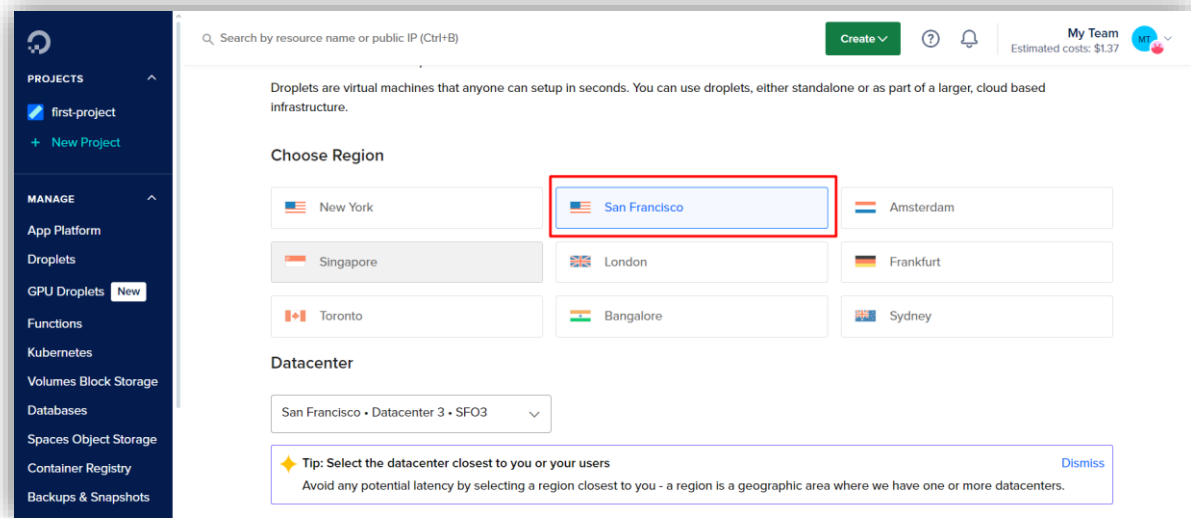 Search by resource name or public IP (Ctrl+B)
Create
My Team
Estimated costs: $1.37
MT
PROJECTS
first-project
+ New Project
MANAGE
App Platform
Droplets
GPU Droplets New
Functions
Kubernetes
Volumes Block Storage
Databases
Spaces Object Storage
Container Registry
Backups & Snapshots
Droplets are virtual machines that anyone can setup in seconds. You can use droplets, either standalone or as part of a larger, cloud based
infrastructure.
Choose Region
New York
San Francisco
Amsterdam
Singapore
London
Frankfurt
Toronto
Bangalore
Sydney
Datacenter
San Francisco • Datacenter 3 • SFO3
Tip: Select the datacenter closest to you or your users
Dismiss
Avoid any potential latency by selecting a region closest to you - a region is a geographic area where we have one or more datacenters.